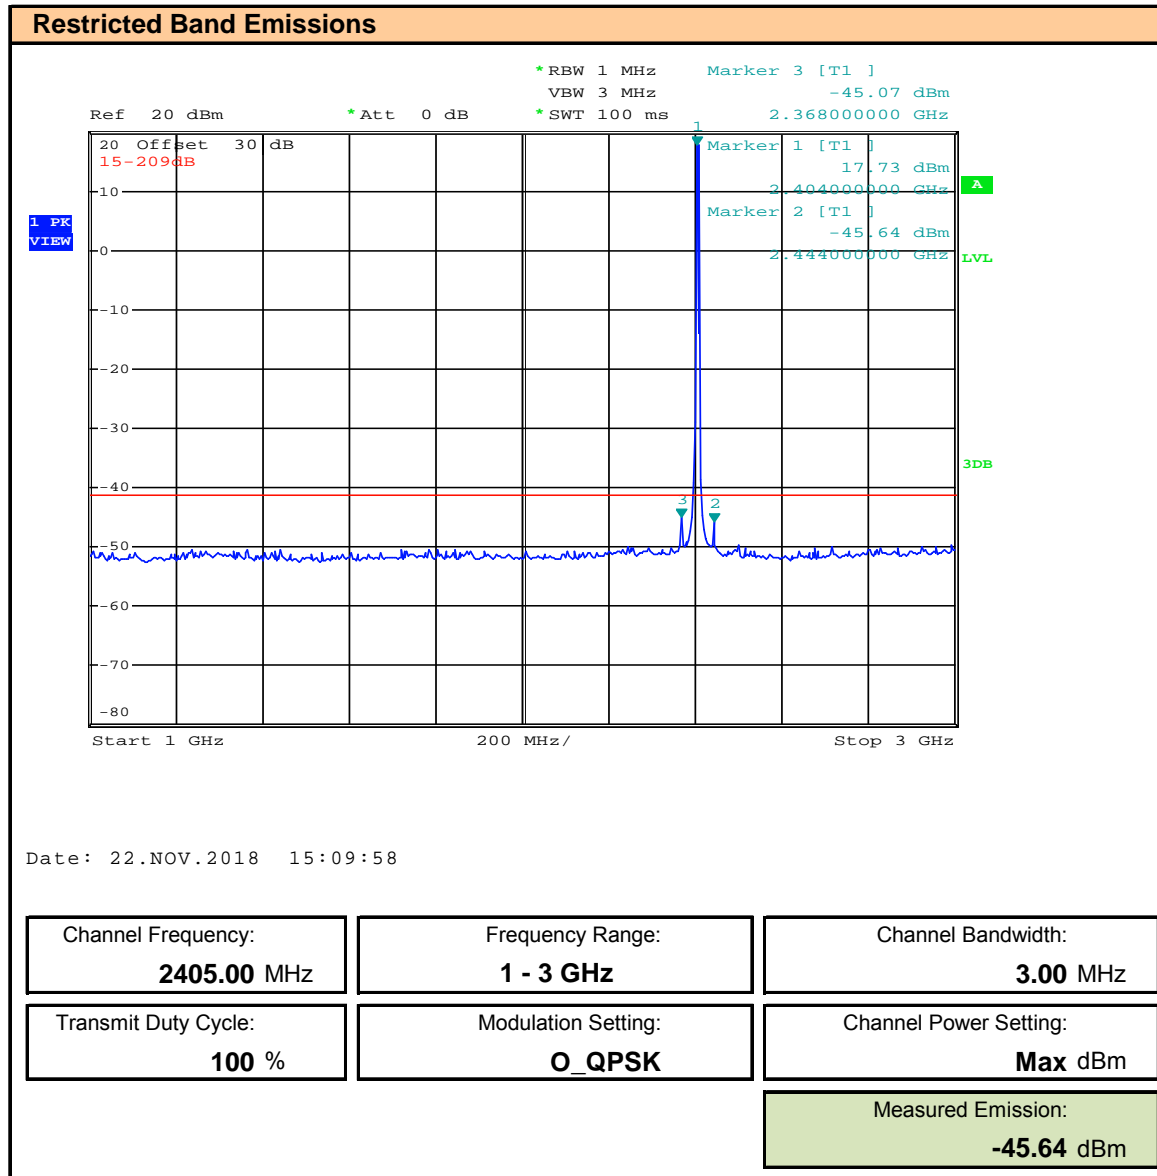 Restricted Band Emissions
* RBW 1 MHz Marker 3 [T1 ]
VBW 3 MHz -45.07 dBm
Ref 20 dBm * Att 0 dB * SWT 100 ms 2.368000000 GHz
1
20 Offset 30 dB Marker 1 [T1 ]
15-209dB 17.73 dBm
10 2.404000000 GHz A
Marker 2 [T1 ]
1 PK
VIEW -45.64 dBm
0 2.444000000 GHz LVL
-10
-20
-30
3DB
-40
3 2
-50
-60
-70
-80
Start 1 GHz 200 MHz/ Stop 3 GHz
Date: 22.NOV.2018 15:09:58
Channel Frequency: Frequency Range: Channel Bandwidth:
2405.00 MHz 1 - 3 GHz 3.00 MHz
Transmit Duty Cycle: Modulation Setting: Channel Power Setting:
100 % O_QPSK Max dBm
Measured Emission:
-45.64 dBm